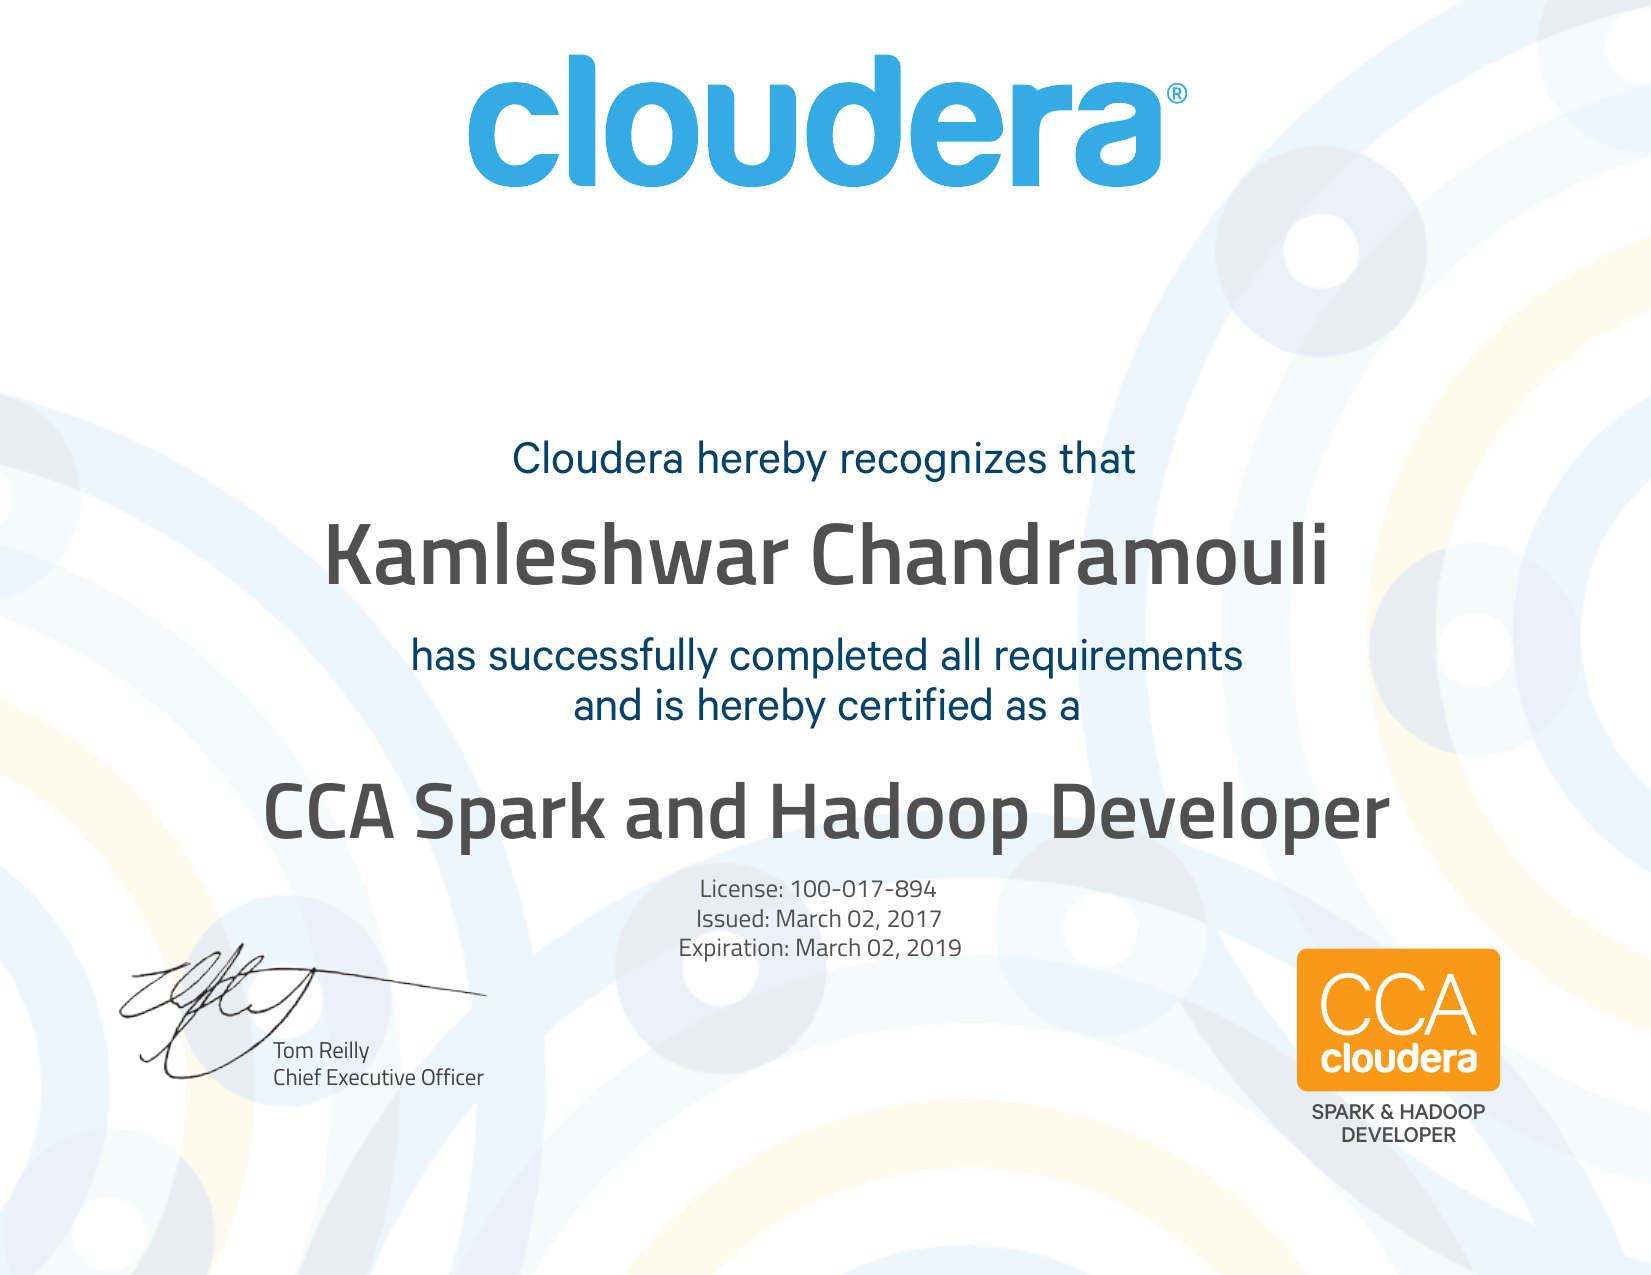 cloudera®
Cloudera hereby recognizes that
Kamleshwar Chandramouli
has successfully completed all requirements
and is hereby certified as a
CCA Spark and Hadoop Developer
License: 100-017-894
Issued: March 02, 2017
Expiration: March 02, 2019
Tom Reilly
Chief Executive Officer
CCA
cloudera
SPARK & HADOOP
DEVELOPER